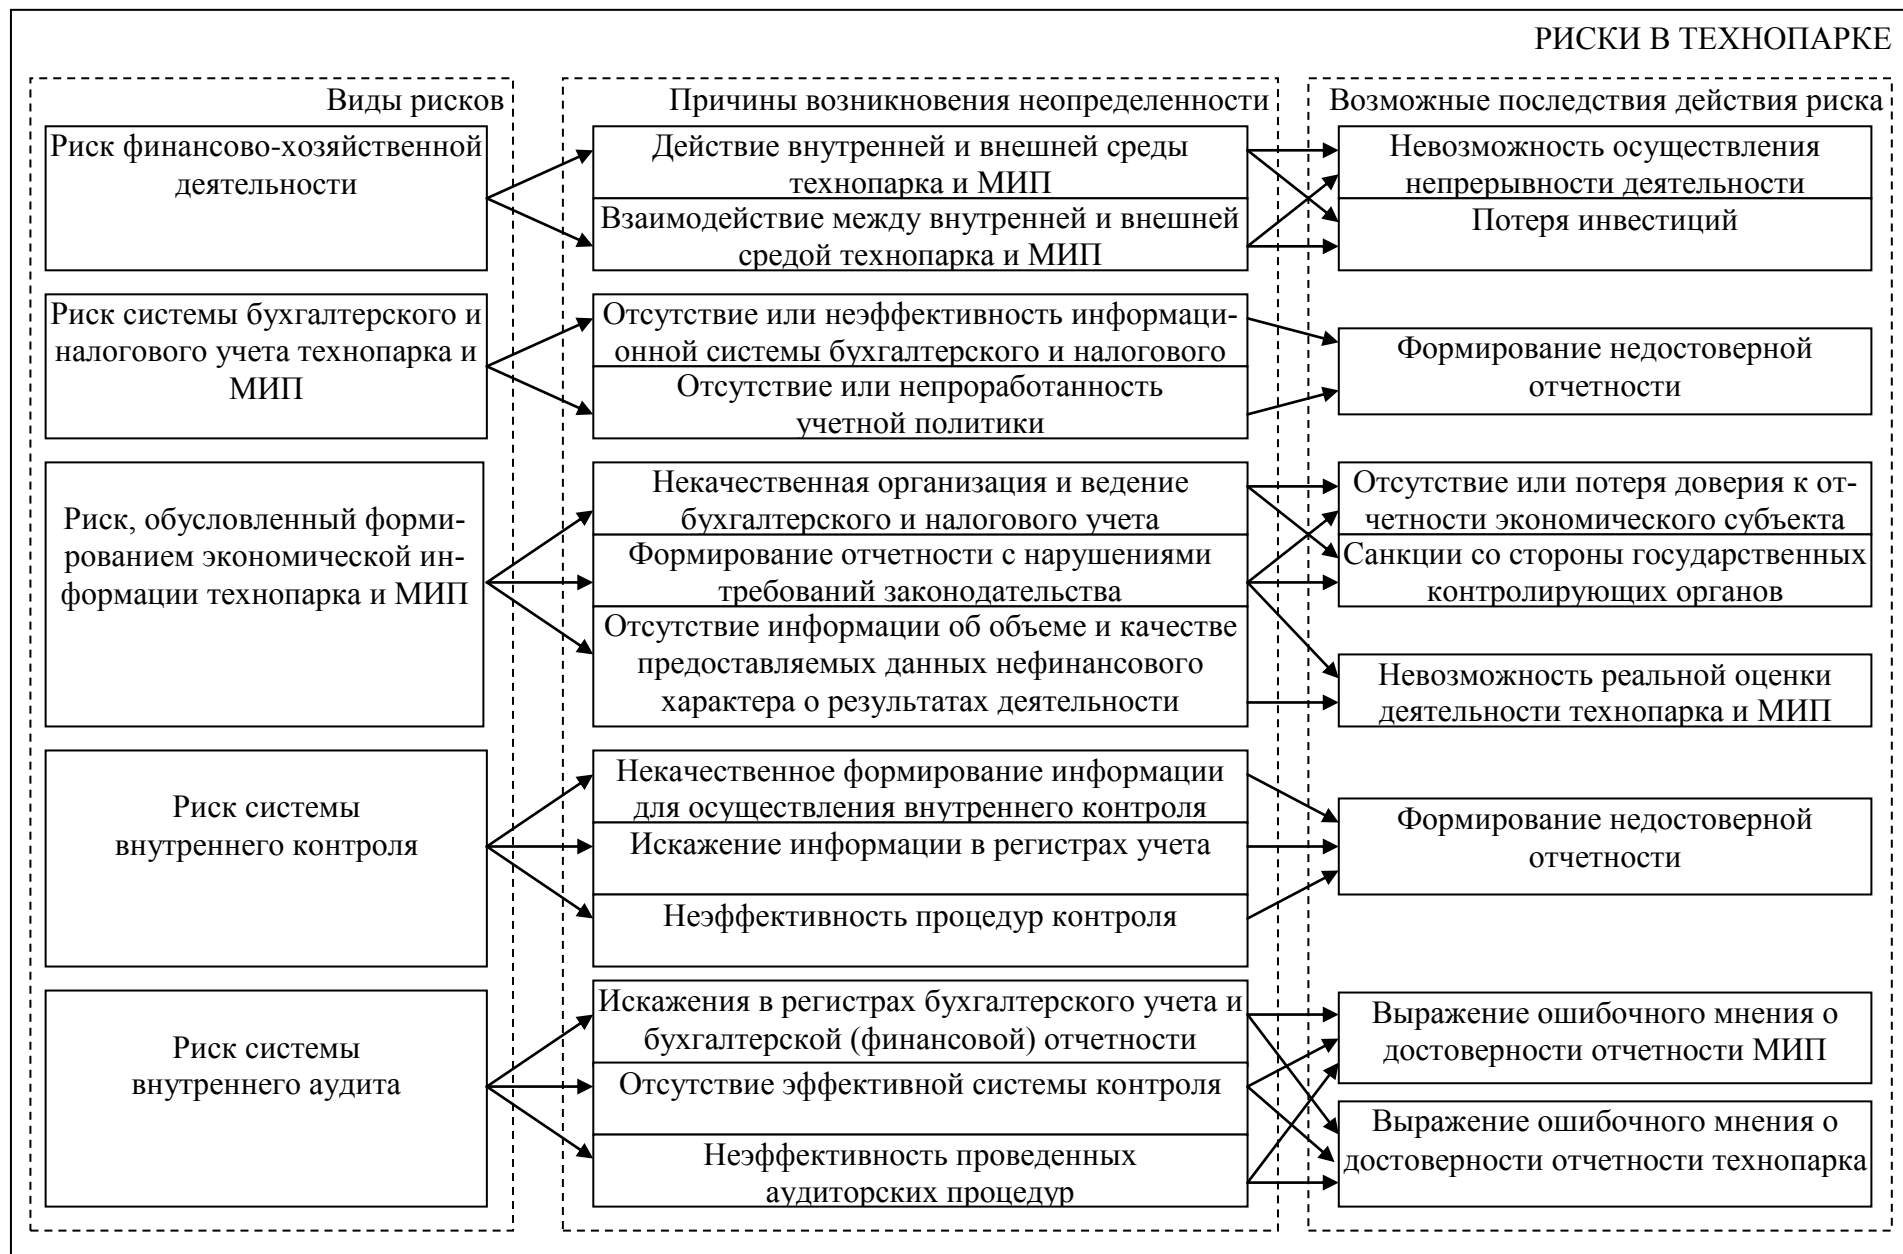 РИСКИ В ТЕХНОПАРКЕ
Виды рисков
Причины возникновения неопределенности
Возможные последствия действия риска
Риск финансово-хозяйственной
деятельности
Действие внутренней и внешней среды
технопарка и МИП
Взаимодействие между внутренней и внешней
средой технопарка и МИП
Невозможность осуществления
непрерывности деятельности
Потеря инвестиций
Риск системы бухгалтерского и
налогового учета технопарка и
МИП
Отсутствие или неэффективность информаци-
онной системы бухгалтерского и налогового
Отсутствие или непроработанность
учетной политики
Формирование недостоверной
отчетности
Риск, обусловленный форми-
рованием экономической ин-
формации технопарка и МИП
Некачественная организация и ведение
бухгалтерского и налогового учета
Формирование отчетности с нарушениями
требований законодательства
Отсутствие информации об объеме и качестве
предоставляемых данных нефинансового
характера о результатах деятельности
Отсутствие или потеря доверия к от-
четности экономического субъекта
Санкции со стороны государственных
контролирующих органов
Невозможность реальной оценки
деятельности технопарка и МИП
Риск системы
внутреннего контроля
Некачественное формирование информации
для осуществления внутреннего контроля
Искажение информации в регистрах учета
Неэффективность процедур контроля
Формирование недостоверной
отчетности
Риск системы
внутреннего аудита
Искажения в регистрах бухгалтерского учета и
бухгалтерской (финансовой) отчетности
Отсутствие эффективной системы контроля
Неэффективность проведенных
аудиторских процедур
Выражение ошибочного мнения о
достоверности отчетности МИП
Выражение ошибочного мнения о
достоверности отчетности технопарка